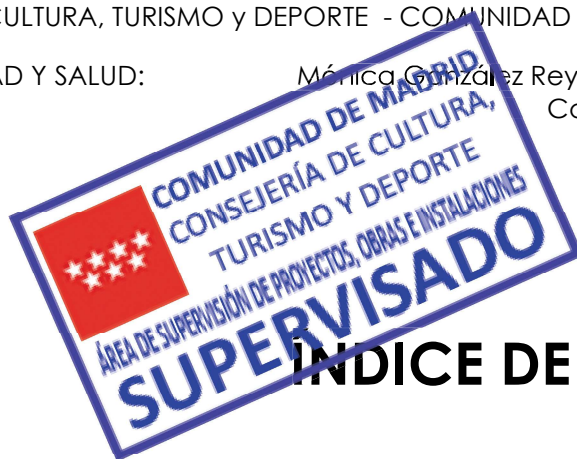 CULTURA, TURISMO y DEPORTE - COMUNIDAD
AD Y SALUD: Mónica González Rey
Co
COMUNIDAD DE MADRID
CONSEJERÍA DE CULTURA,
TURISMO Y DEPORTE
ÁREA DE SUPERVISIÓN DE PROYECTOS, OBRAS E INSTALACIONES
SUPERVISADO
ÍNDICE DE